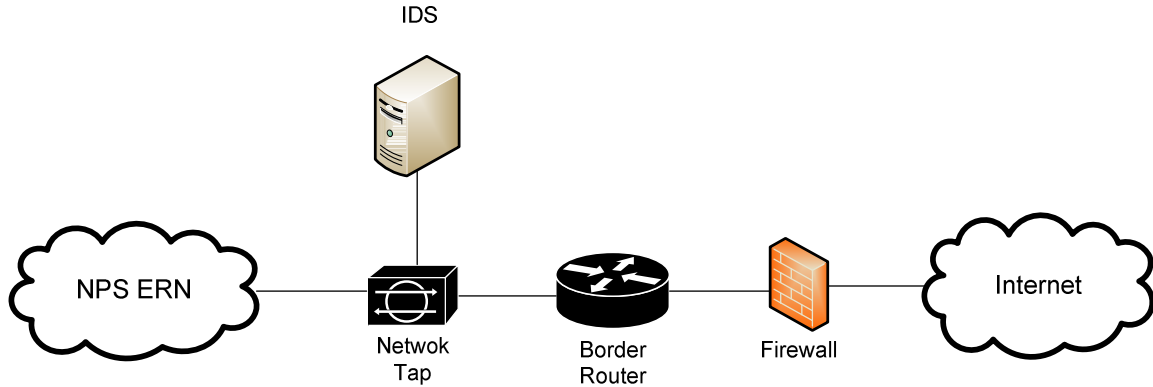 IDS
NPS ERN
Netwok
Tap
Border
Router
Firewall
Internet